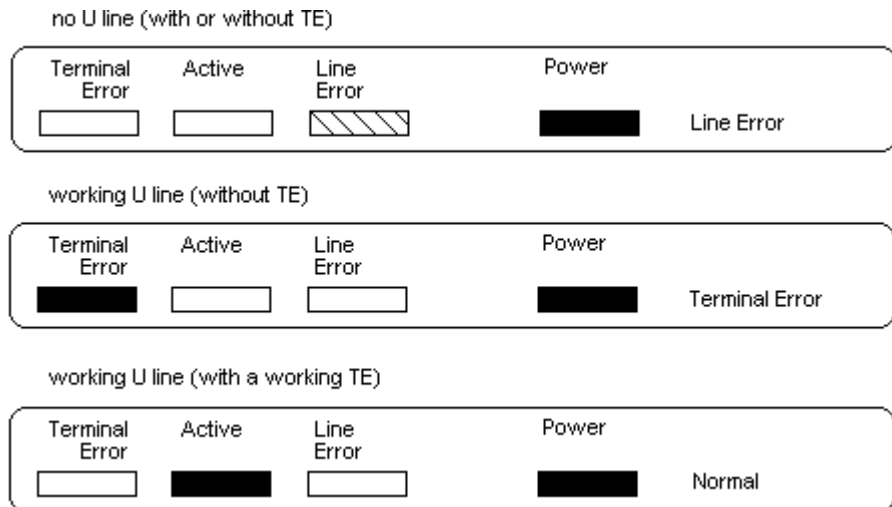 no U line (with or without TE)
Terminal Error
Active
Line Error
Power
Line Error
working U line (without TE)
Terminal Error
Active
Line Error
Power
Terminal Error
working U line (with a working TE)
Terminal Error
Active
Line Error
Power
Normal